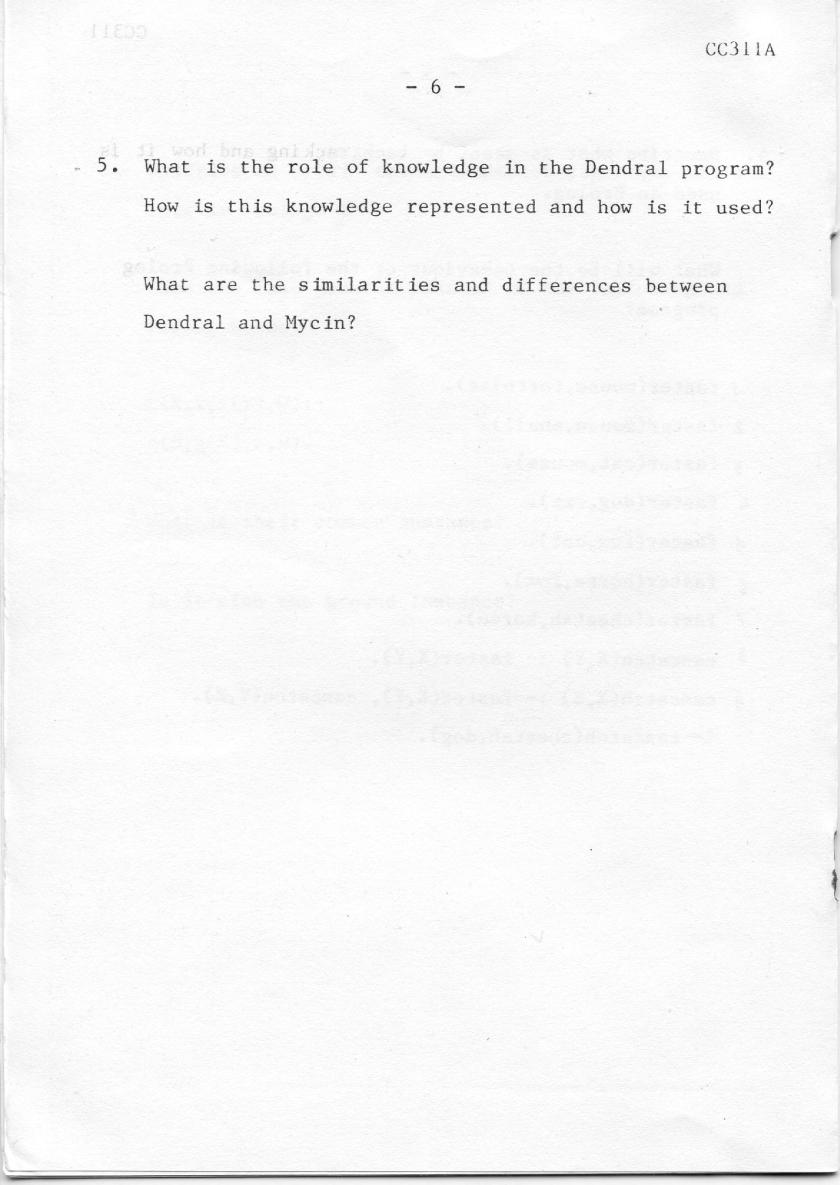 CC311A
- 6 -
5. What is the role of knowledge in the Dendral program?
How is this knowledge represented and how is it used?
What are the similarities and differences between
Dendral and Mycin?